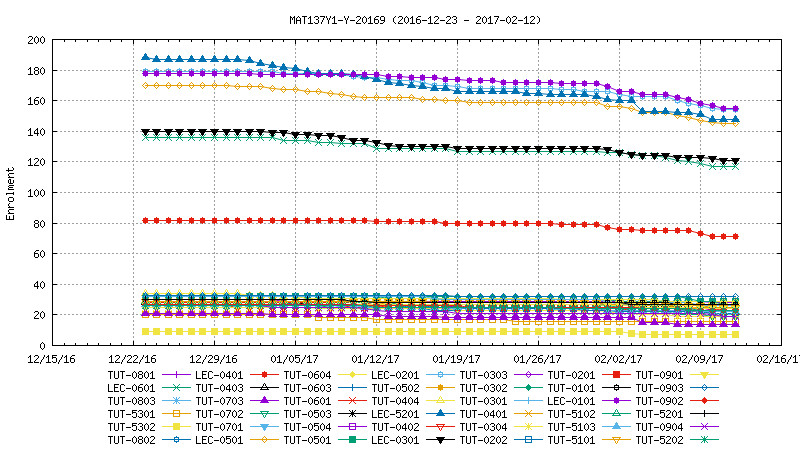 MAT137Y1-Y-20169 (2016-12-23 - 2017-02-12)
200
180
160
140
120
100
80
60
40
20
0
Enrolment
12/15/16 12/22/16 12/29/16 01/05/17 01/12/17 01/19/17 01/26/17 02/02/17 02/09/17 02/16/17
TUT-0801 LEC-0401 TUT-0604 LEC-0201 TUT-0303 TUT-0201 TUT-0901
LEC-0601 TUT-0403 TUT-0603 TUT-0502 TUT-0302 TUT-0101 TUT-0903
TUT-0803 TUT-0703 TUT-0601 TUT-0404 TUT-0301 LEC-0101 TUT-0902
TUT-5301 TUT-0702 TUT-0503 LEC-5201 TUT-0401 TUT-5102 TUT-5201
TUT-5302 TUT-0701 TUT-0504 TUT-0402 TUT-0304 TUT-5103 TUT-0904
TUT-0802 LEC-0501 TUT-0501 LEC-0301 TUT-0202 TUT-5101 TUT-5202